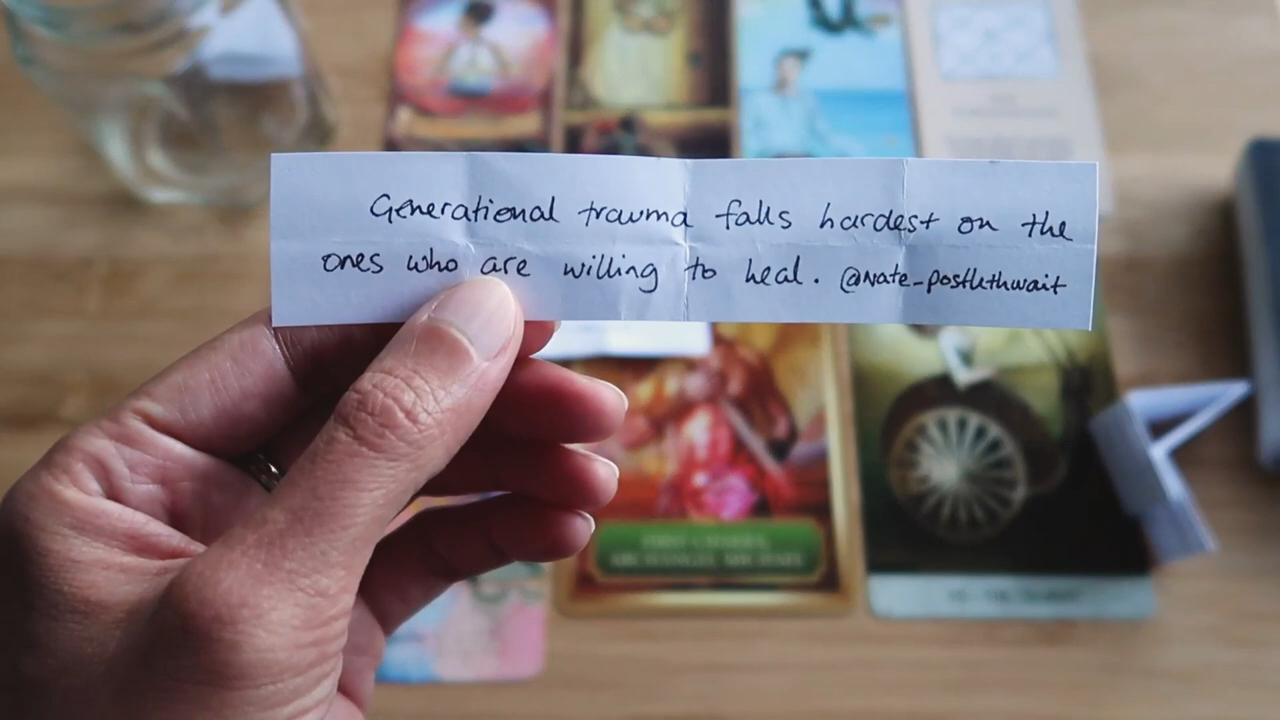 Generational trauma falls hardest on the
ones who are willing to heal. @nate_postlethwait